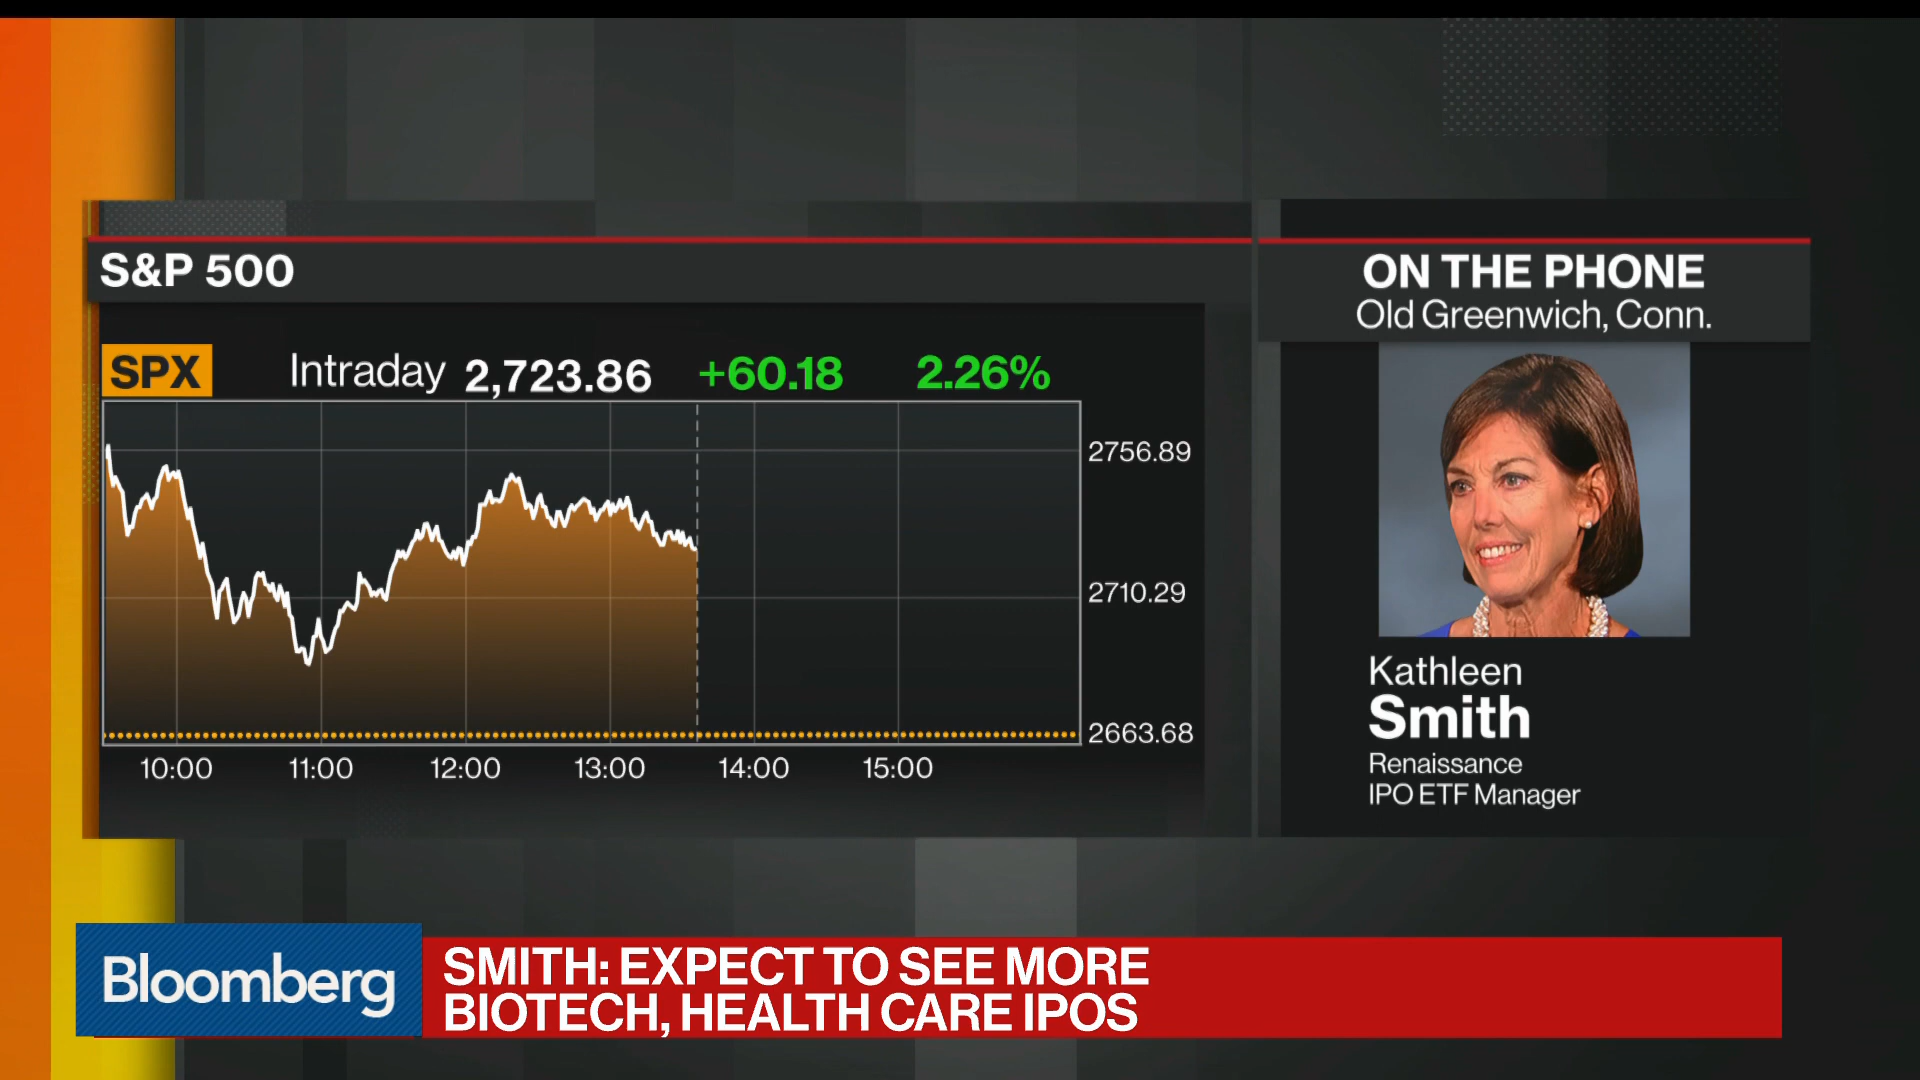 S&P 500
SPX Intraday 2,723.86 +60.18 2.26%
2756.89
2710.29
2663.68
10:00 11:00 12:00 13:00 14:00 15:00
ON THE PHONE
Old Greenwich, Conn.
Kathleen
Smith
Renaissance
IPO ETF Manager
Bloomberg
SMITH: EXPECT TO SEE MORE
BIOTECH, HEALTH CARE IPOS